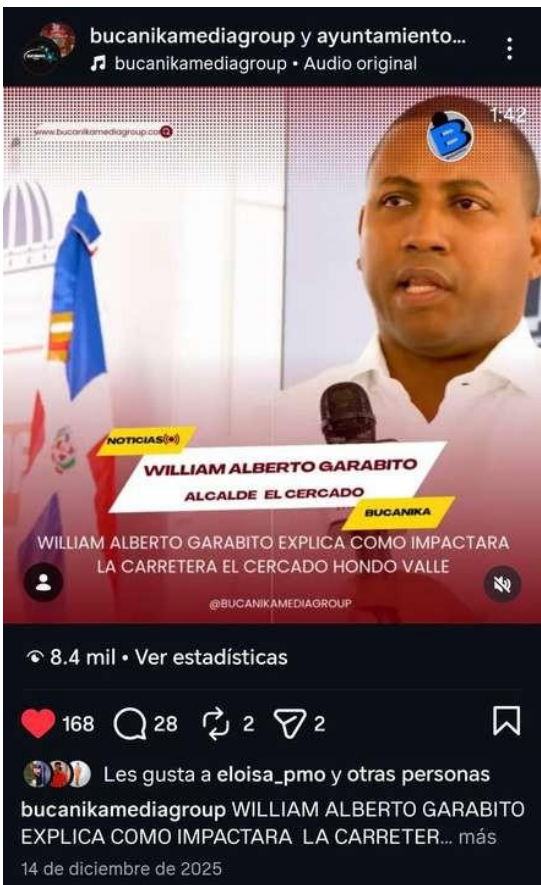 bucanikamediagroup y ayuntamiento...
bucanikamediagroup • Audio original
1:42
www.bucanikamediagroup.com
B
NOTICIAS
WILLIAM ALBERTO GARABITO
ALCALDE EL CERCADO
BUCANIKA
WILLIAM ALBERTO GARABITO EXPLICA COMO IMPACTARA
LA CARRETERA EL CERCADO HONDO VALLE
@BUCANIKAMEDIAGROUP
8.4 mil • Ver estadísticas
168 28 2 2
Les gusta a eloisa_pmo y otras personas
bucanikamediagroup WILLIAM ALBERTO GARABITO
EXPLICA COMO IMPACTARA LA CARRETER... más
14 de diciembre de 2025